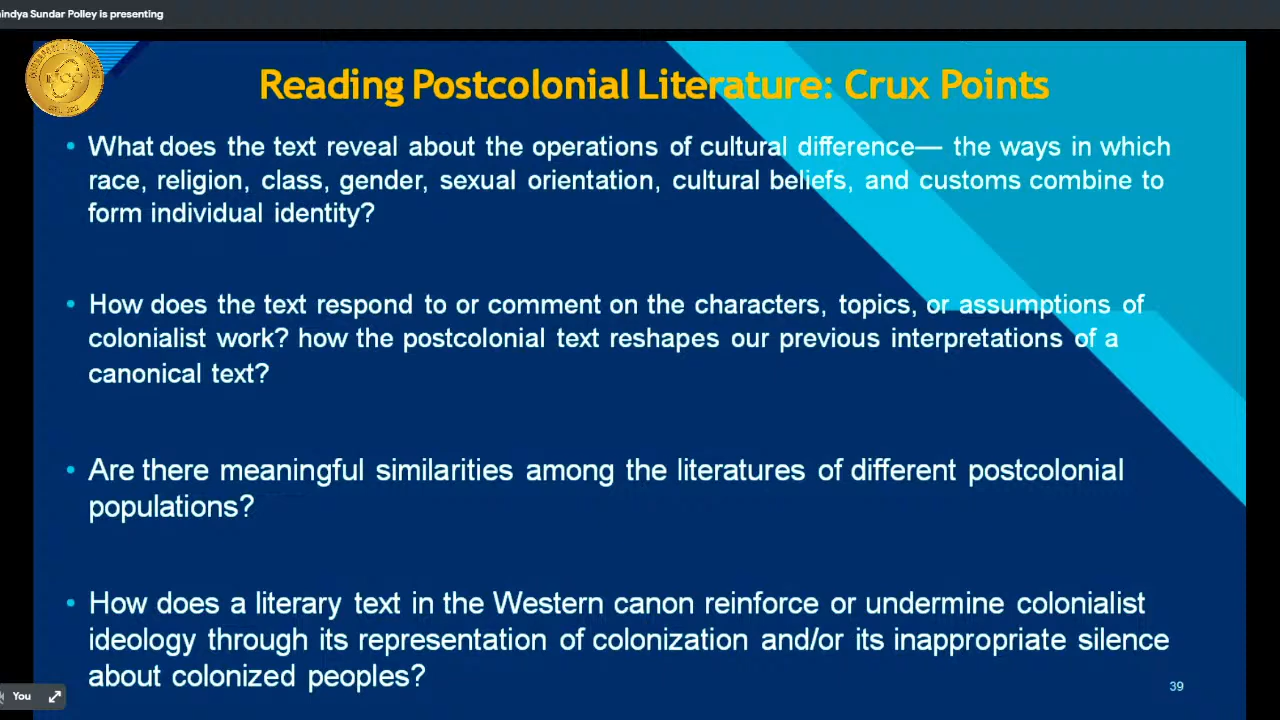 indya Sundar Polley is presenting
Reading Postcolonial Literature: Crux Points
• What does the text reveal about the operations of cultural difference— the ways in which
race, religion, class, gender, sexual orientation, cultural beliefs, and customs combine to
form individual identity?
• How does the text respond to or comment on the characters, topics, or assumptions of
colonialist work? how the postcolonial text reshapes our previous interpretations of a
canonical text?
• Are there meaningful similarities among the literatures of different postcolonial
populations?
• How does a literary text in the Western canon reinforce or undermine colonialist
ideology through its representation of colonization and/or its inappropriate silence
about colonized peoples?
You
39